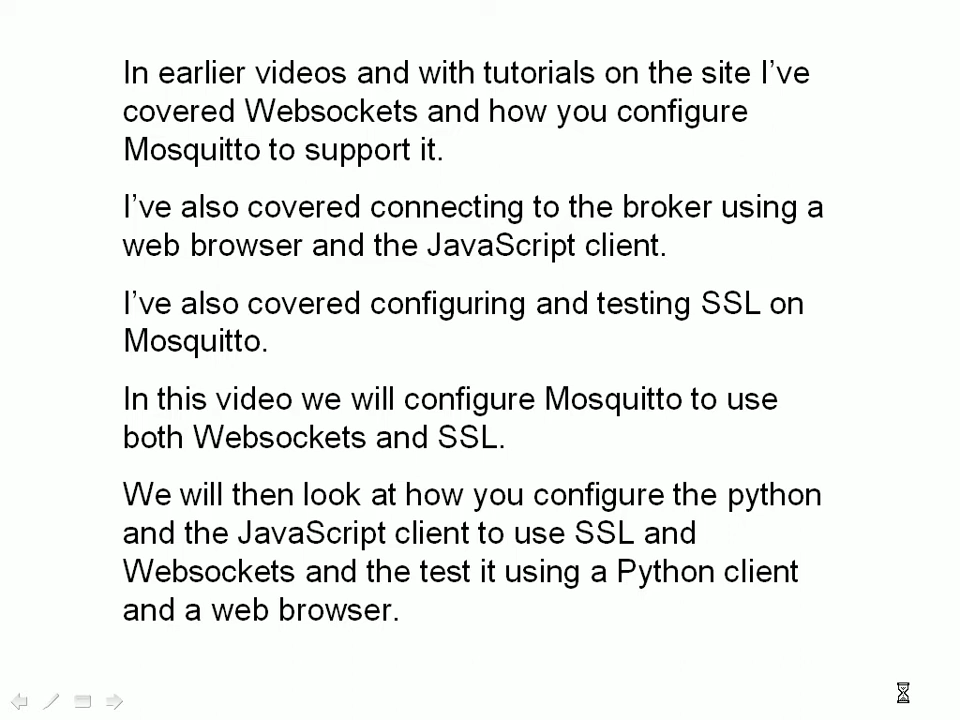 In earlier videos and with tutorials on the site I’ve
covered Websockets and how you configure
Mosquitto to support it.
I’ve also covered connecting to the broker using a
web browser and the JavaScript client.
I’ve also covered configuring and testing SSL on
Mosquitto.
In this video we will configure Mosquitto to use
both Websockets and SSL.
We will then look at how you configure the python
and the JavaScript client to use SSL and
Websockets and the test it using a Python client
and a web browser.